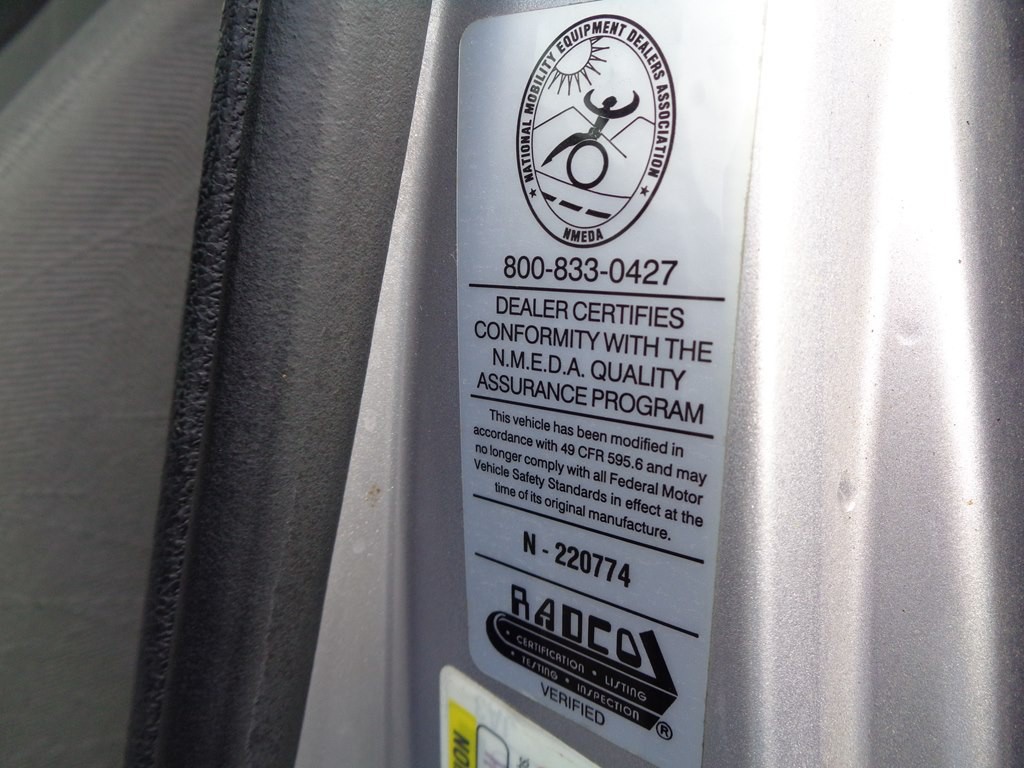 NATIONAL MOBILITY EQUIPMENT DEALERS ASSOCIATION
NMEDA
800-833-0427
DEALER CERTIFIES
CONFORMITY WITH THE
N.M.E.D.A. QUALITY
ASSURANCE PROGRAM
This vehicle has been modified in
accordance with 49 CFR 595.6 and may
no longer comply with all Federal Motor
Vehicle Safety Standards in effect at the
time of its original manufacture.
N - 220774
RADCO
• CERTIFICATION • LISTING
• TESTING • INSPECTION
VERIFIED ®